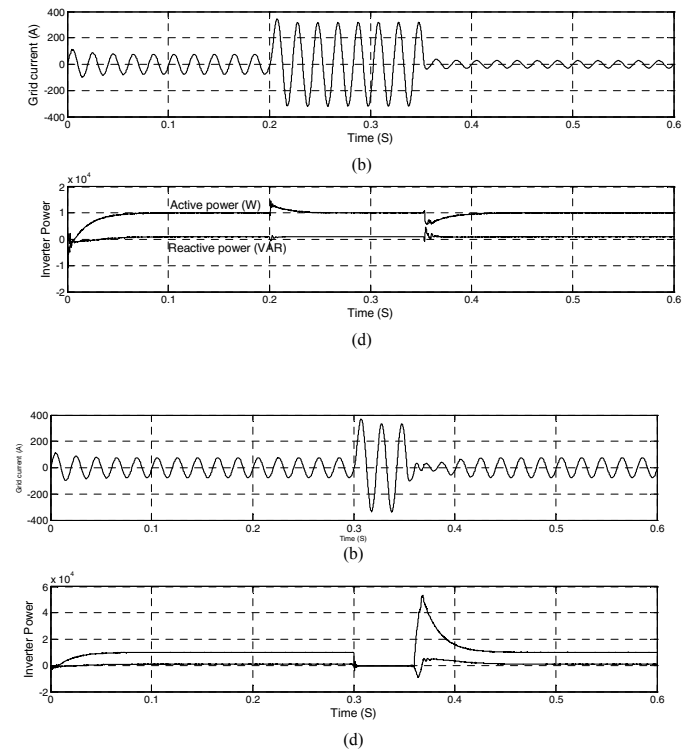 400
200
0
-200
-400
Grid current (A)
0 0.1 0.2 0.3 0.4 0.5 0.6
Time (S)
(b)
x 10^4
2
1
0
-1
-2
Inverter Power
Active power (W)
Reactive power (VAR)
0 0.1 0.2 0.3 0.4 0.5 0.6
Time (S)
(d)
400
200
0
-200
-400
Grid current (A)
0 0.1 0.2 0.3 0.4 0.5 0.6
Time (S)
(b)
x 10^4
6
4
2
0
-2
Inverter Power
0 0.1 0.2 0.3 0.4 0.5 0.6
Time (S)
(d)